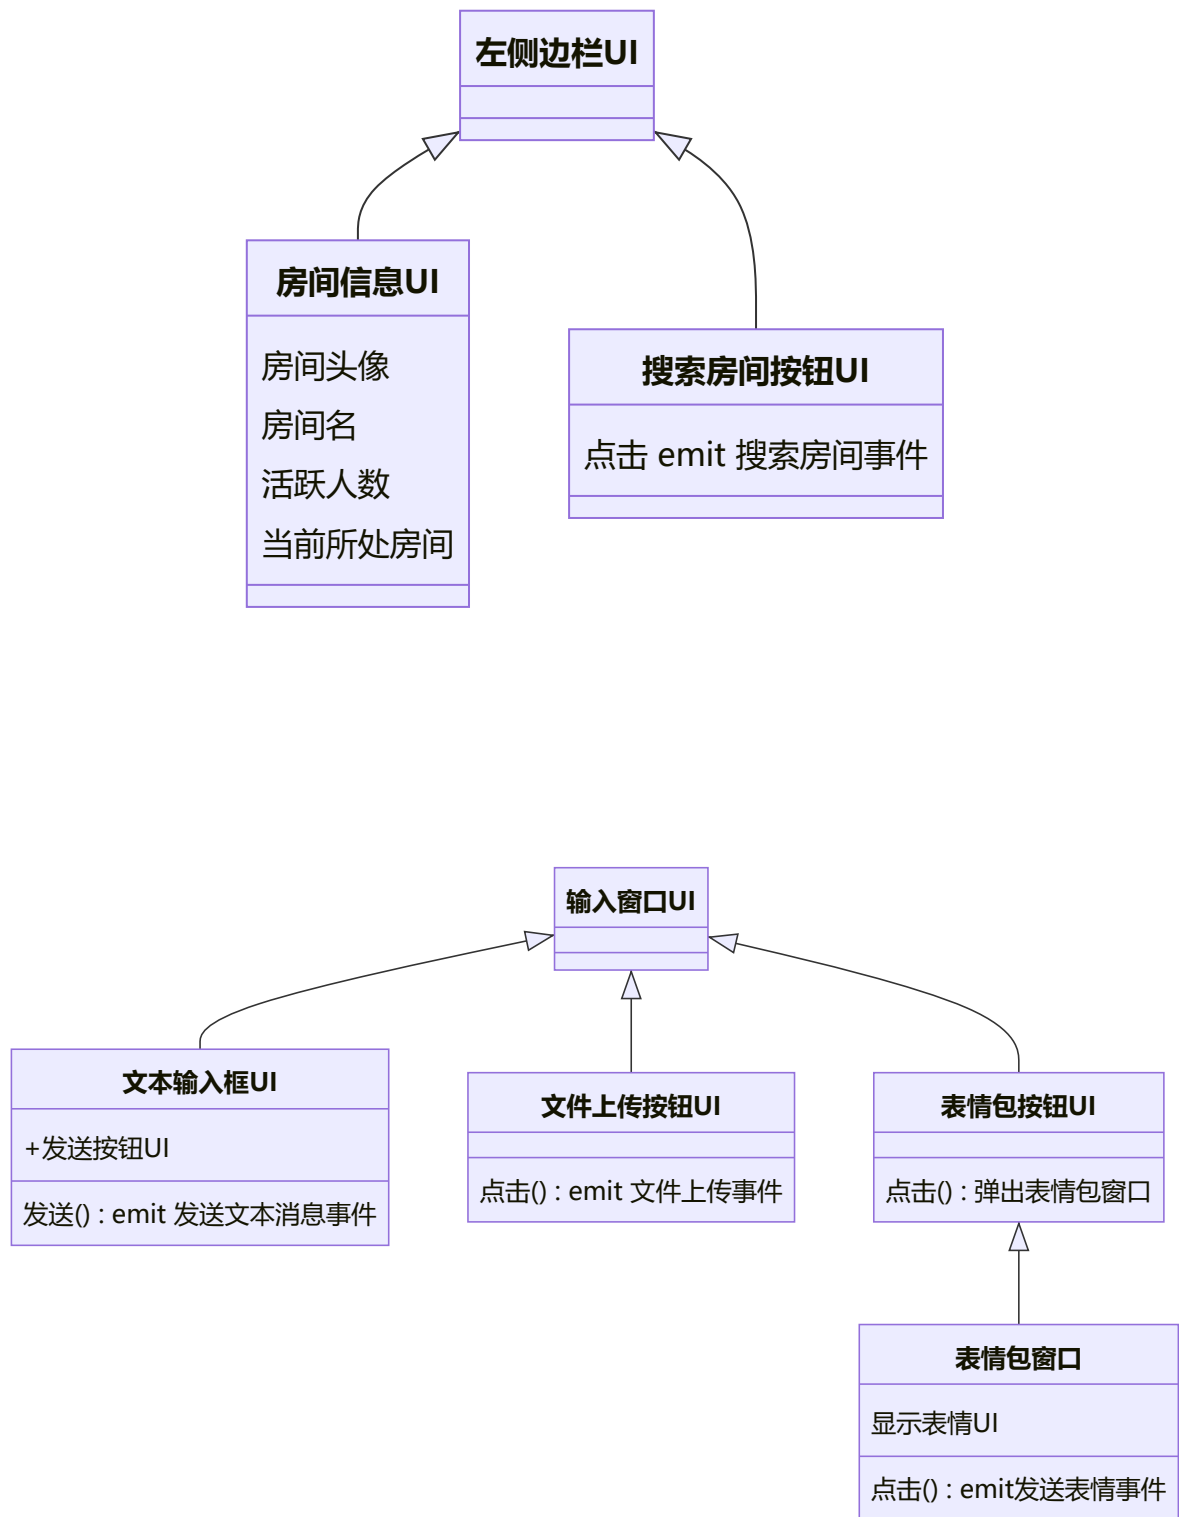 左侧边栏UI
房间信息UI
房间头像
房间名
活跃人数
当前所处房间
搜索房间按钮UI
点击 emit 搜索房间事件
输入窗口UI
文本输入框UI
+发送按钮UI
发送() : emit 发送文本消息事件
文件上传按钮UI
点击() : emit 文件上传事件
表情包按钮UI
点击() : 弹出表情包窗口
表情包窗口
显示表情UI
点击() : emit发送表情事件